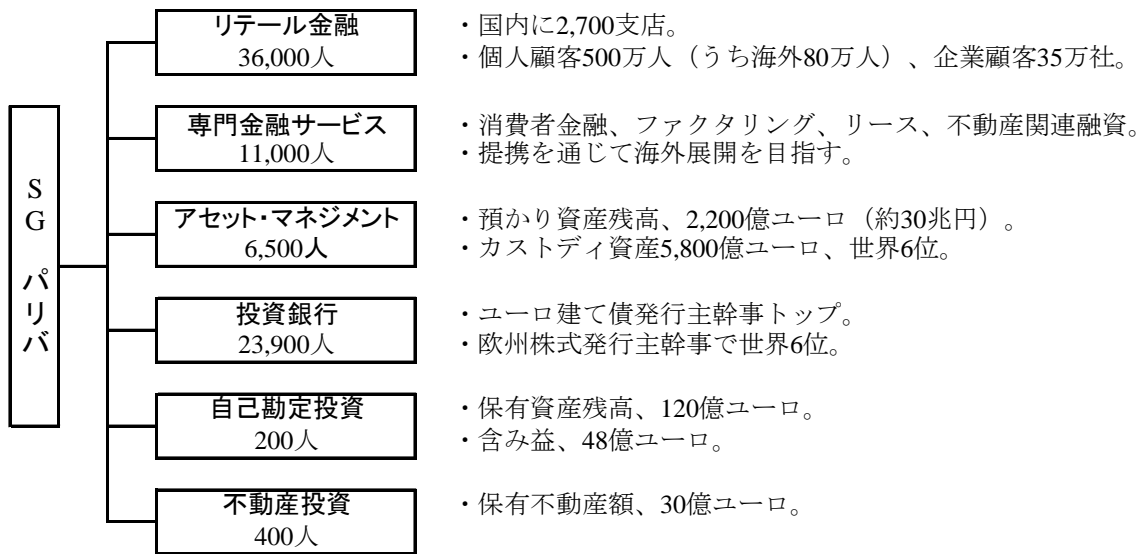 SG パリバ
リテール金融
36,000人
・国内に2,700支店。
・個人顧客500万人（うち海外80万人）、企業顧客35万社。
専門金融サービス
11,000人
・消費者金融、ファクタリング、リース、不動産関連融資。
・提携を通じて海外展開を目指す。
アセット・マネジメント
6,500人
・預かり資産残高、2,200億ユーロ（約30兆円）。
・カストディ資産5,800億ユーロ、世界6位。
投資銀行
23,900人
・ユーロ建て債発行主幹事トップ。
・欧州株式発行主幹事で世界6位。
自己勘定投資
200人
・保有資産残高、120億ユーロ。
・含み益、48億ユーロ。
不動産投資
400人
・保有不動産額、30億ユーロ。